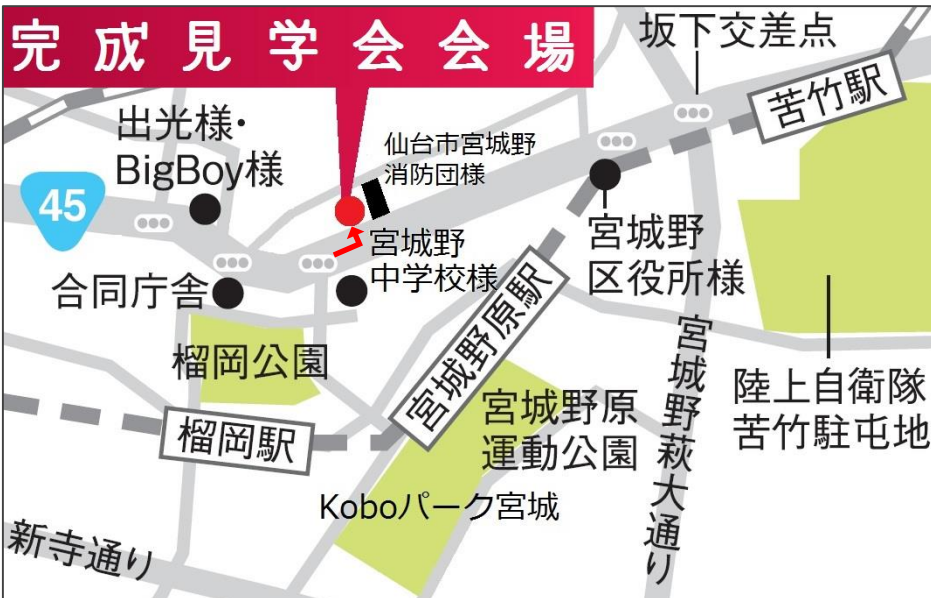 完成見学会会場
坂下交差点
苦竹駅
出光様・
BigBoy様
仙台市宮城野
消防団様
45
宮城野
中学校様
宮城野
区役所様
合同庁舎
榴岡公園
宮城野原駅
宮城野萩大通り
陸上自衛隊
苦竹駐屯地
榴岡駅
宮城野原
運動公園
Koboパーク宮城
新寺通り